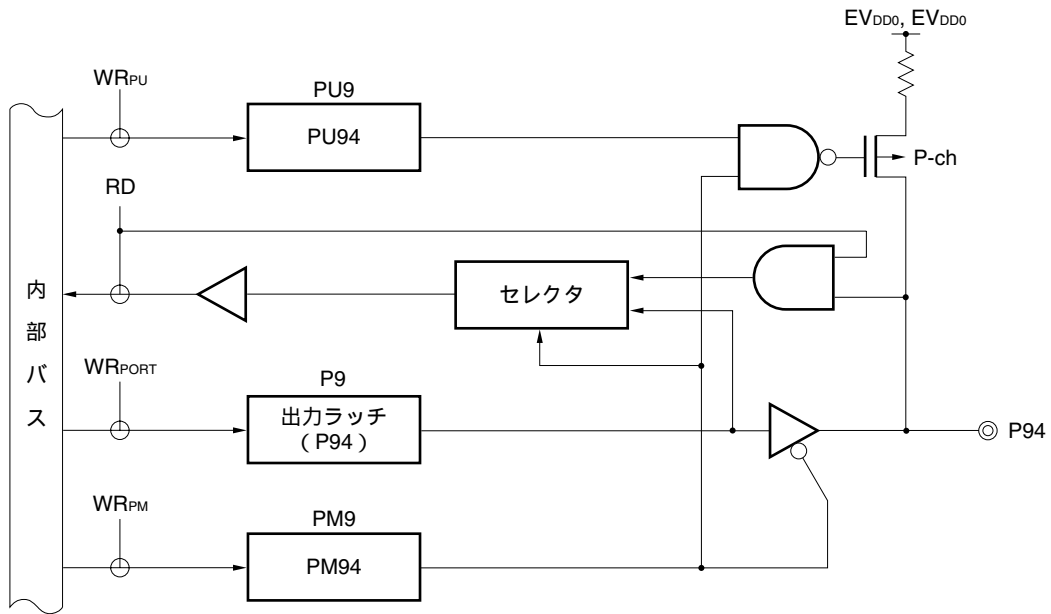 EVDD0, EVDD0
WRPU
PU9
PU94
P-ch
RD
内部バス
セレクタ
WRPORT
P9
出力ラッチ
(P94)
P94
WRPM
PM9
PM94